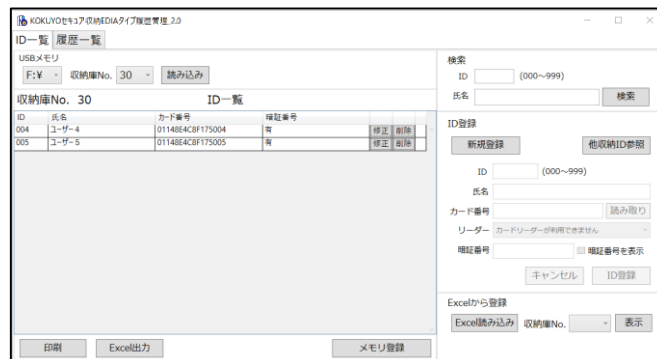 KOKUYOセキュア収納EDIAタイプ履歴管理_2.0
ID一覧 履歴一覧
USBメモリ
F:¥ 収納庫No. 30 読み込み
収納庫No. 30 ID一覧
ID 氏名 カード番号 暗証番号
004 ユーザー4 01148E4C8F175004 有 修正 削除
005 ユーザー5 01148E4C8F175005 有 修正 削除
印刷 Excel出力 メモリ登録
検索
ID (000～999)
氏名 検索
ID登録
新規登録 他収納ID参照
ID (000～999)
氏名
カード番号 読み取り
リーダー カードリーダーが利用できません
暗証番号 暗証番号を表示
キャンセル ID登録
Excelから登録
Excel読み込み 収納庫No. 表示